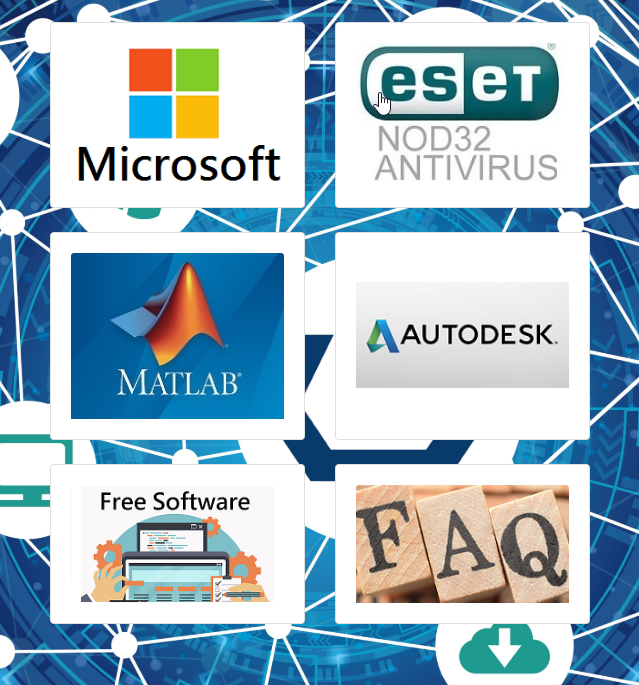 Microsoft
eseT®
NOD32
ANTIVIRUS
MATLAB®
AUTODESK.
Free Software
FAQ